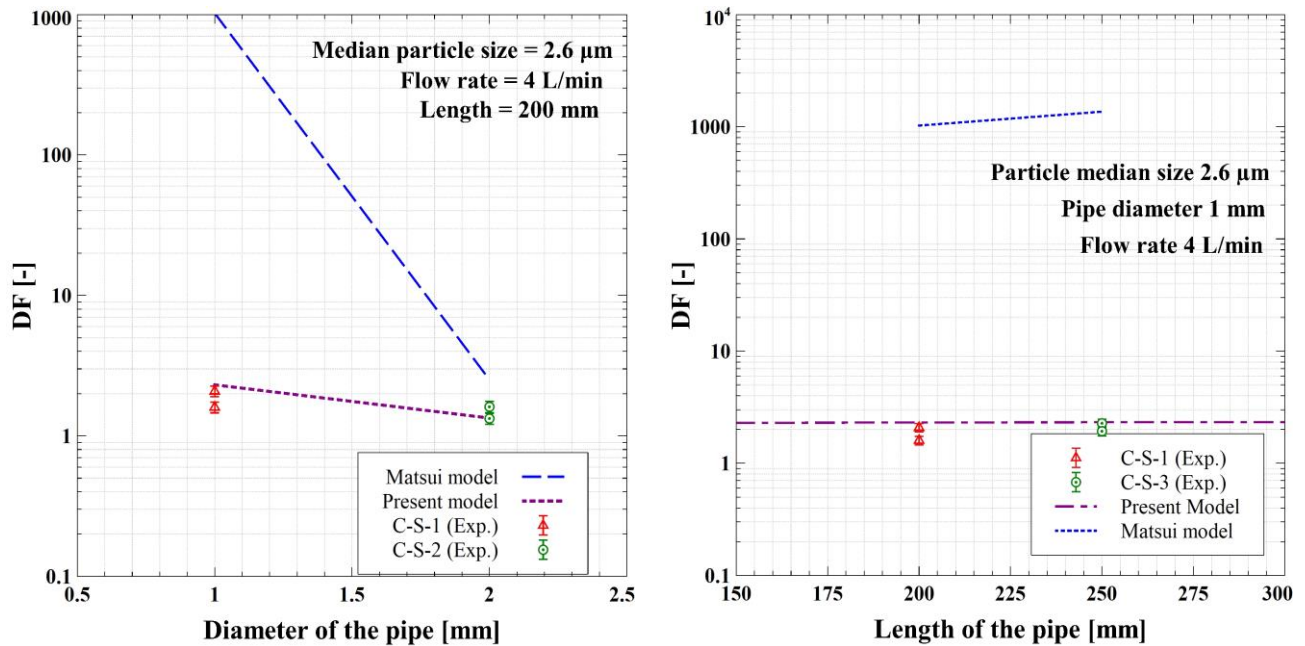 1000
100
10
1
0.1
DF [-]
Median particle size = 2.6 µm
Flow rate = 4 L/min
Length = 200 mm
Matsui model
Present model
C-S-1 (Exp.)
C-S-2 (Exp.)
0.5 1 1.5 2 2.5
Diameter of the pipe [mm]
10⁴
1000
100
10
1
0.1
DF [-]
Particle median size 2.6 µm
Pipe diameter 1 mm
Flow rate 4 L/min
C-S-1 (Exp.)
C-S-3 (Exp.)
Present Model
Matsui model
150 175 200 225 250 275 300
Length of the pipe [mm]